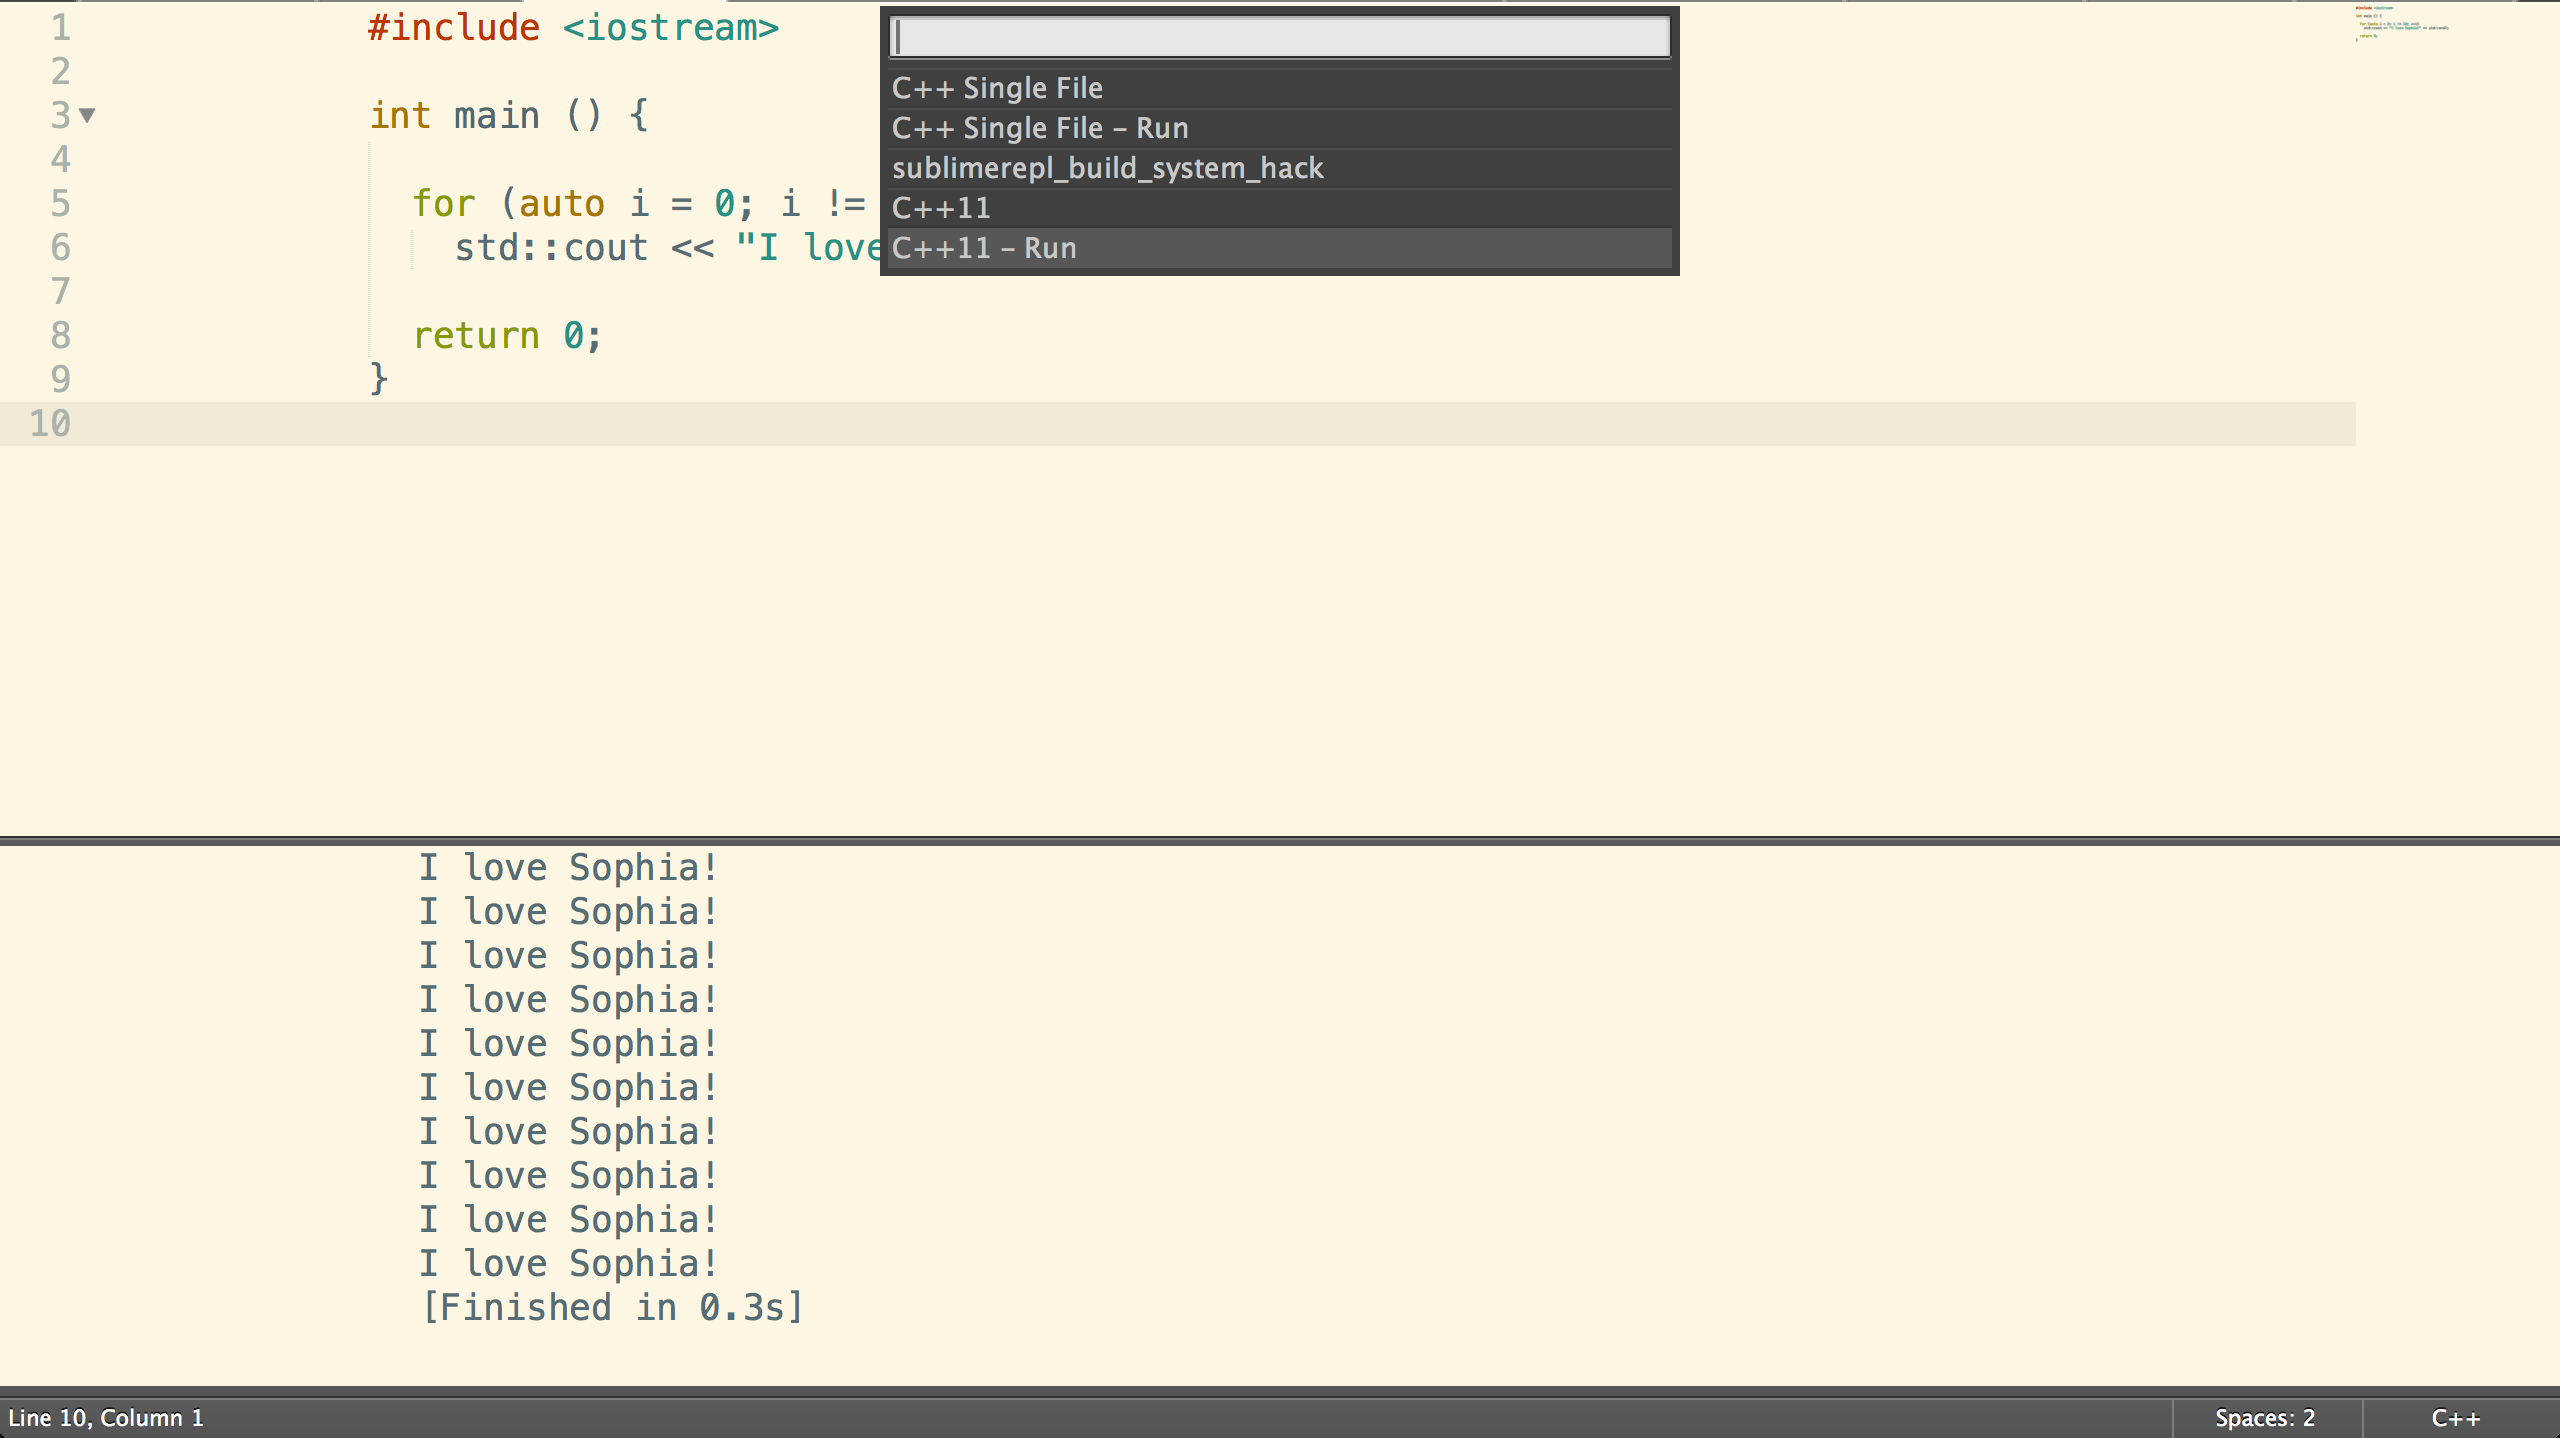 1 #include <iostream>
2
3 int main () {
4
5 for (auto i = 0; i !=
6 std::cout << "I love
7
8 return 0;
9 }
10
C++ Single File
C++ Single File – Run
sublimerepl_build_system_hack
C++11
C++11 – Run
I love Sophia!
I love Sophia!
I love Sophia!
I love Sophia!
I love Sophia!
I love Sophia!
I love Sophia!
I love Sophia!
I love Sophia!
I love Sophia!
[Finished in 0.3s]
Line 10, Column 1
Spaces: 2
C++